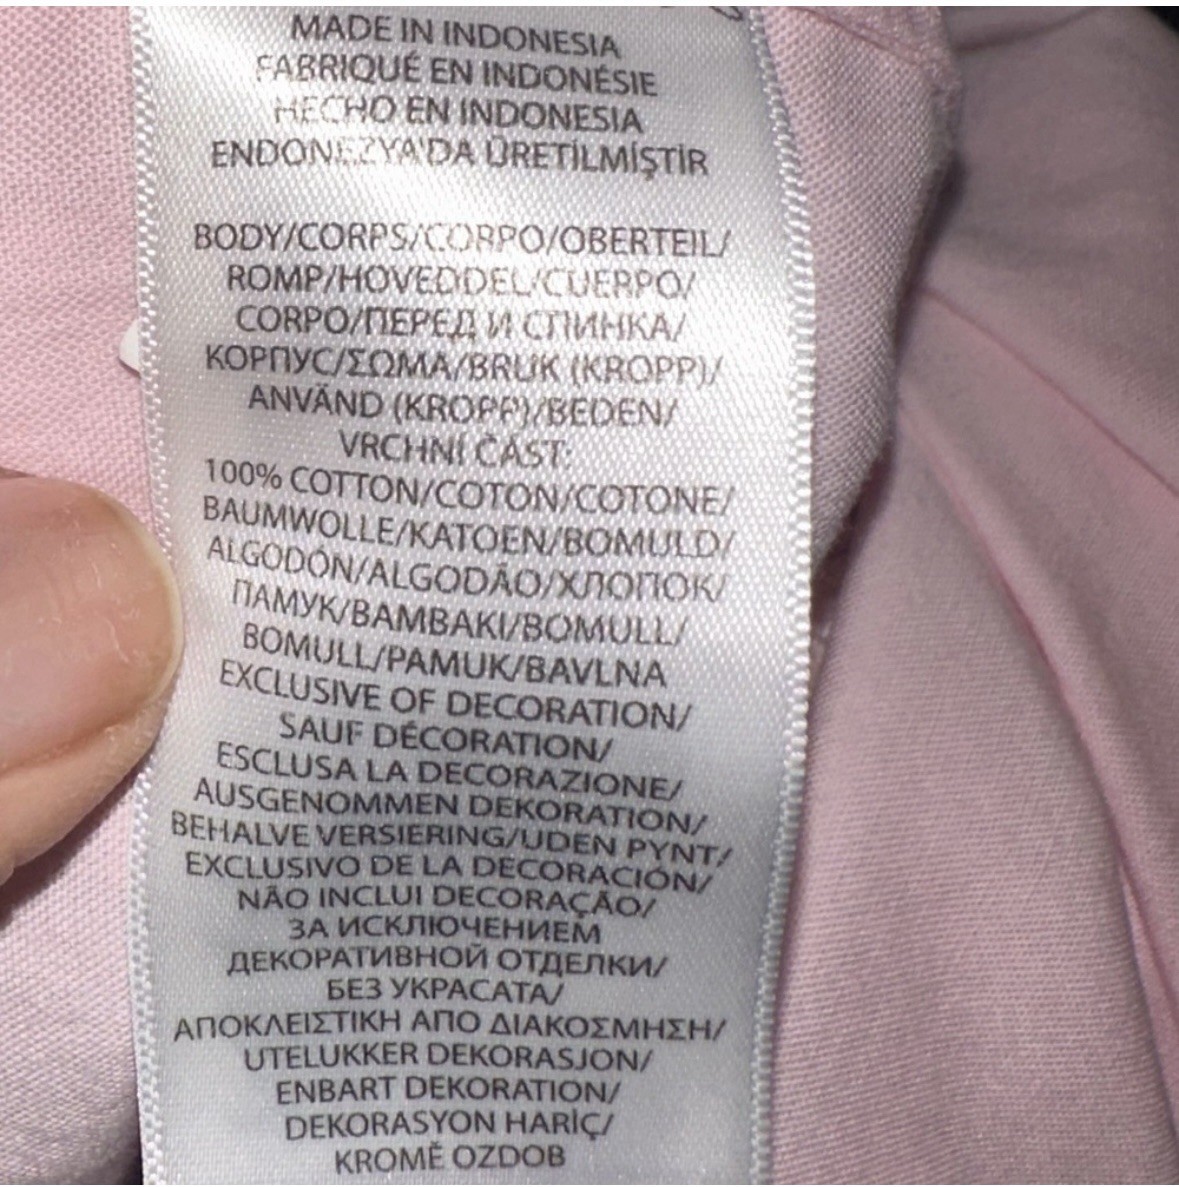 MADE IN INDONESIA
FABRIQUÉ EN INDONÉSIE
HECHO EN INDONESIA
ENDONEZYA'DA ÜRETİLMİŞTİR
BODY/CORPS/CORPO/OBERTEIL/
ROMP/HOVEDDEL/CUERPO/
CORPO/ПЕРЕД И СПИНКА/
КОРПУС/ΣΩΜΑ/BRUK (KROPP)/
ANVÄND (KROPP)/BEDEN/
VRCHNÍ ČÁST:
100% COTTON/COTON/COTONE/
BAUMWOLLE/KATOEN/BOMULD/
ALGODÓN/ALGODÃO/ХЛОПОК/
ПАМУК/BAMBAKI/BOMULL/
BOMULL/PAMUK/BAVLNA
EXCLUSIVE OF DECORATION/
SAUF DÉCORATION/
ESCLUSA LA DECORAZIONE/
AUSGENOMMEN DEKORATION/
BEHALVE VERSIERING/UDEN PYNT/
EXCLUSIVO DE LA DECORACIÓN/
NÃO INCLUI DECORAÇÃO/
ЗА ИСКЛЮЧЕНИЕМ
ДЕКОРАТИВНОЙ ОТДЕЛКИ/
БЕЗ УКРАСАТА/
ΑΠΟΚΛΕΙΣΤΙΚΗ ΑΠΟ ΔΙΑΚΟΣΜΗΣΗ/
UTELUKKER DEKORASJON/
ENBART DEKORATION/
DEKORASYON HARİÇ/
KROMĚ OZDOB